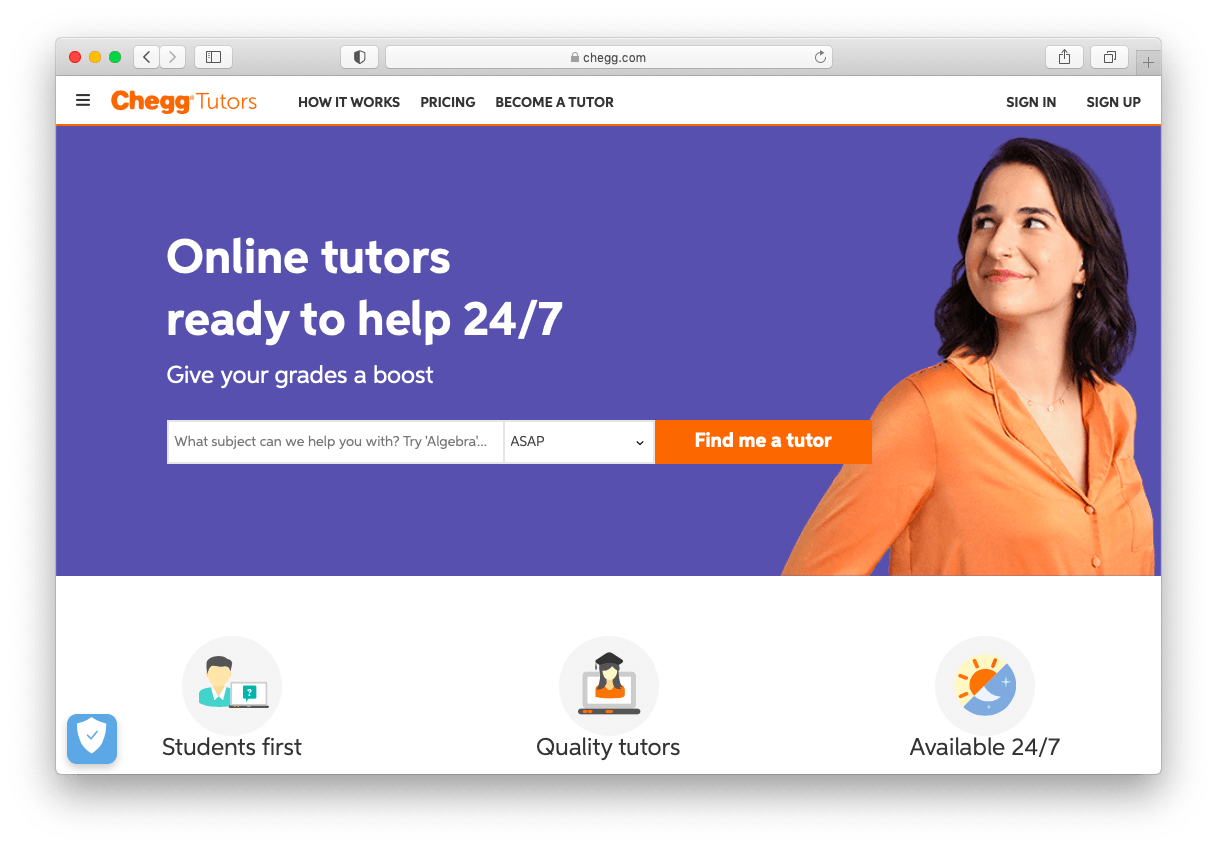 chegg.com
Chegg® Tutors HOW IT WORKS PRICING BECOME A TUTOR SIGN IN SIGN UP
Online tutors
ready to help 24/7
Give your grades a boost
What subject can we help you with? Try 'Algebra'... ASAP Find me a tutor
?
Students first Quality tutors Available 24/7